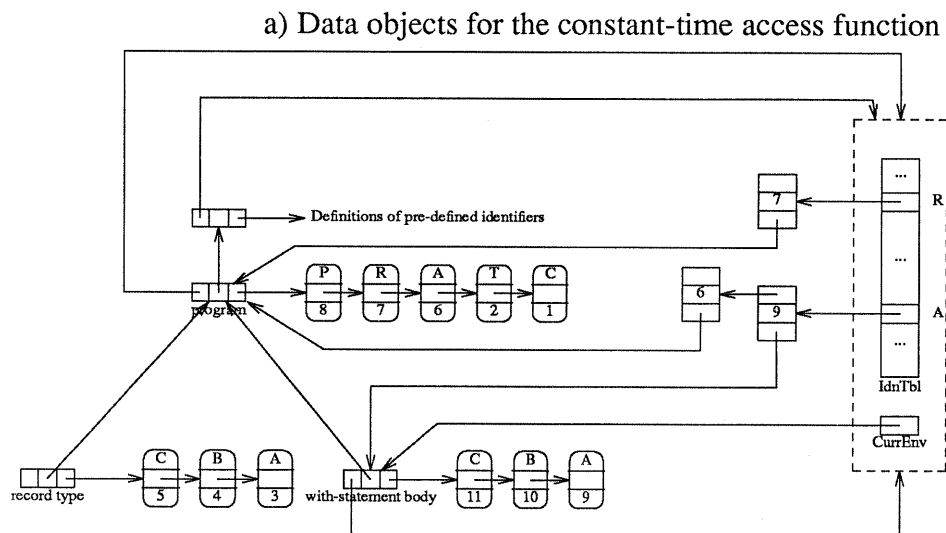 a) Data objects for the constant-time access function
...
7
R
Definitions of pre-defined identifiers
...
P R A T C
8 7 6 2 1
program
6
9
A
...
IdnTbl
CurrEnv
C B A
5 4 3
record type
C B A
11 10 9
with-statement body